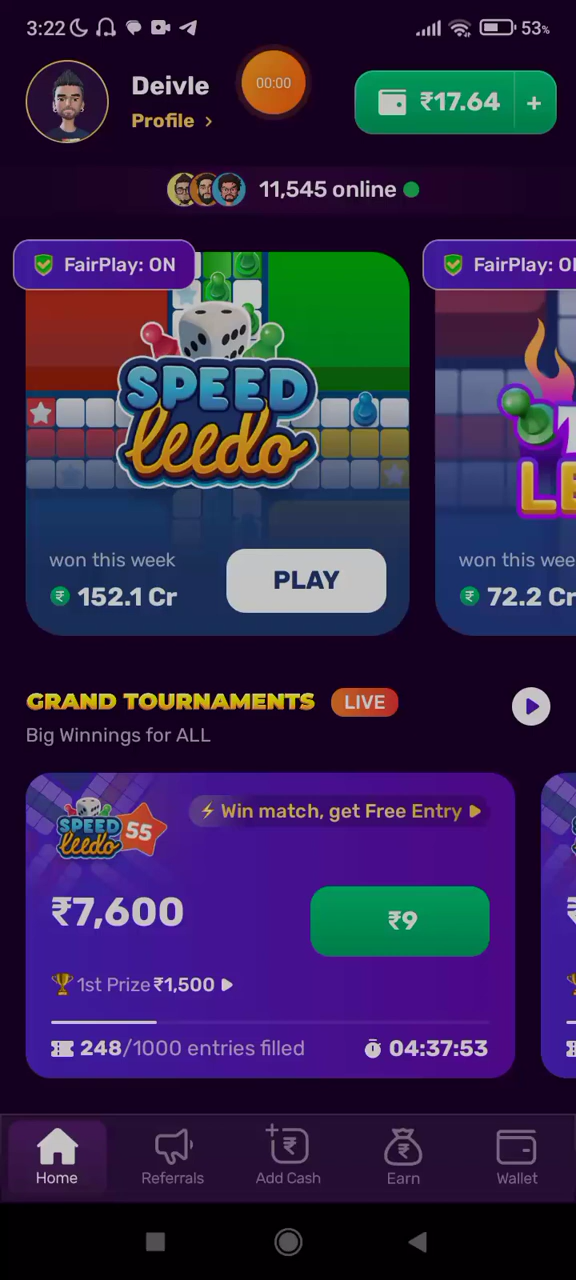 3:22 53%
Deivle
Profile >
00:00
₹17.64 +
11,545 online
FairPlay: ON
SPEED
leedo
won this week
₹ 152.1 Cr
PLAY
won this wee
₹ 72.2 Cr
GRAND TOURNAMENTS LIVE
Big Winnings for ALL
SPEED
leedo
55
Win match, get Free Entry
₹7,600
₹9
1st Prize ₹1,500
248/1000 entries filled 04:37:53
Home Referrals Add Cash Earn Wallet